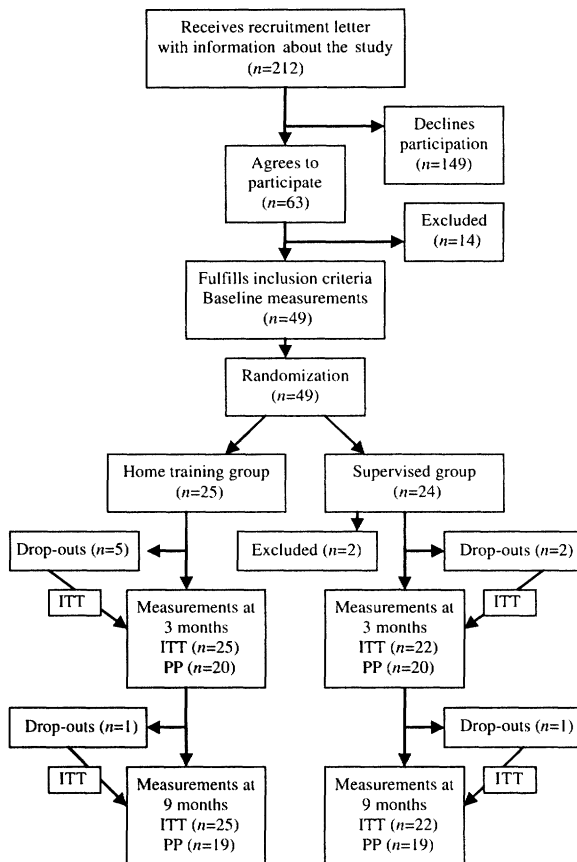 Receives recruitment letter
with information about the study
(n=212)
Declines
participation
(n=149)
Agrees to
participate
(n=63)
Excluded
(n=14)
Fulfills inclusion criteria
Baseline measurements
(n=49)
Randomization
(n=49)
Home training group
(n=25)
Supervised group
(n=24)
Drop-outs (n=5)
Excluded (n=2)
Drop-outs (n=2)
ITT
ITT
Measurements at
3 months
ITT (n=25)
PP (n=20)
Measurements at
3 months
ITT (n=22)
PP (n=20)
Drop-outs (n=1)
Drop-outs (n=1)
ITT
ITT
Measurements at
9 months
ITT (n=25)
PP (n=19)
Measurements at
9 months
ITT (n=22)
PP (n=19)